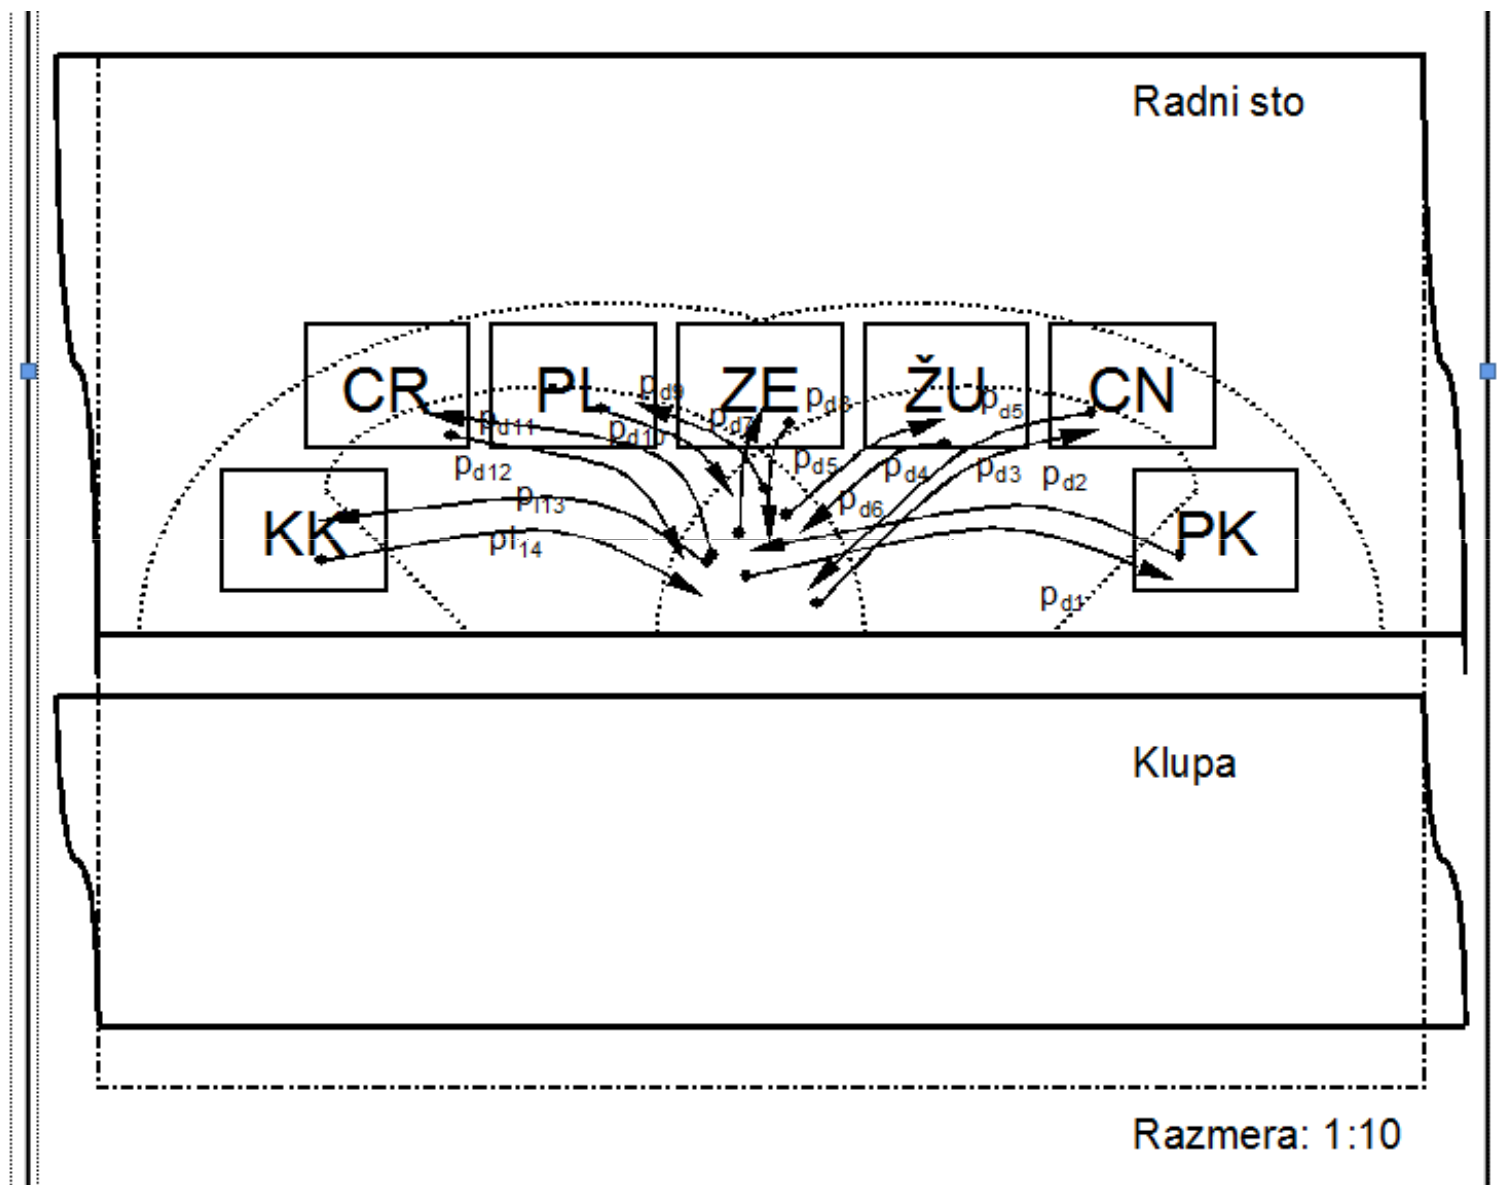 Radni sto
CR PL ZE ŽU CN
pd9 pd8 pd5
pd11 pd10 pd7
pd12 pd5 pd4 pd3 pd2
pl13 pd6
KK pl14 PK
pd1
Klupa
Razmera: 1:10